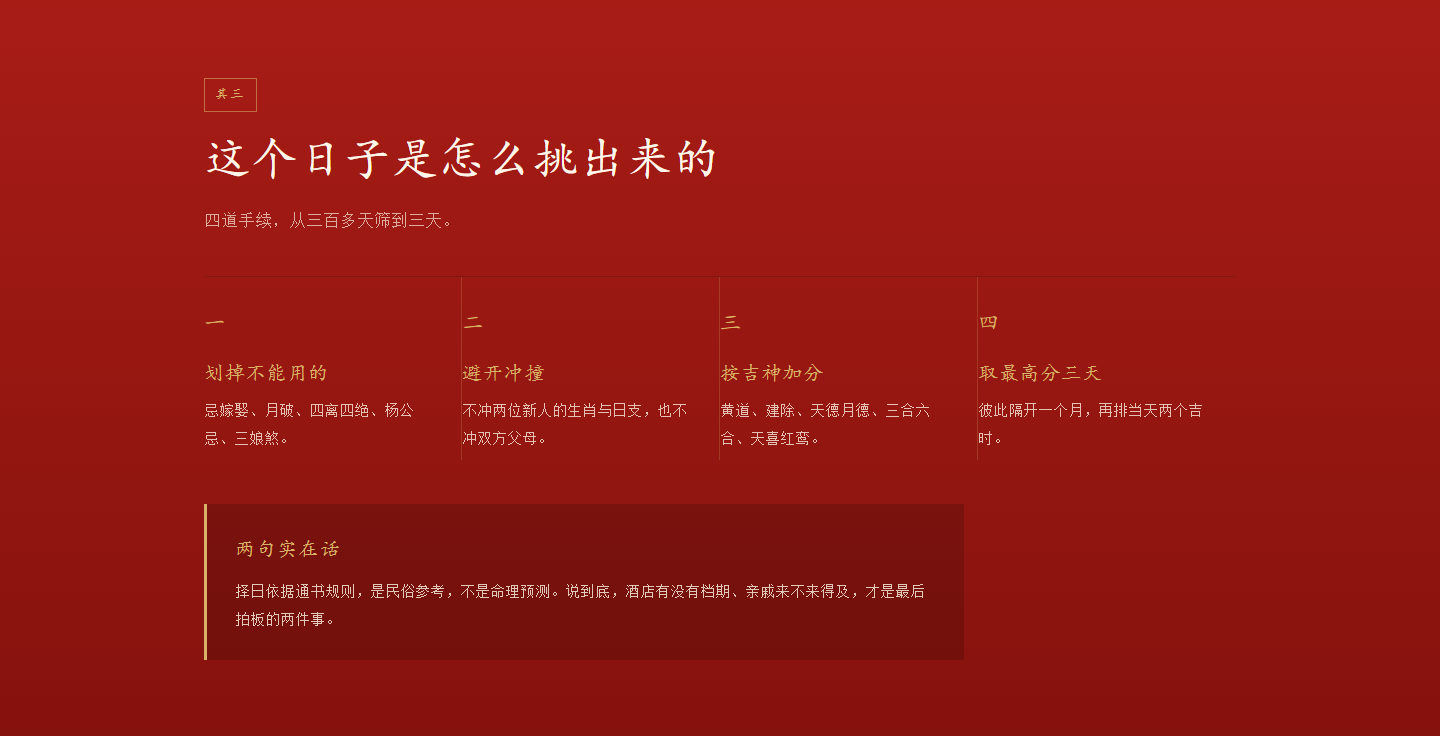 其三
这个日子是怎么挑出来的
四道手续，从三百多天筛到三天。
一
划掉不能用的
忌嫁娶、月破、四离四绝、杨公
忌、三娘煞。
二
避开冲撞
不冲两位新人的生肖与日支，也不
冲双方父母。
三
按吉神加分
黄道、建除、天德月德、三合六
合、天喜红鸾。
四
取最高分三天
彼此隔开一个月，再排当天两个吉
时。
两句实在话
择日依据通书规则，是民俗参考，不是命理预测。说到底，酒店有没有档期、亲戚来不来得及，才是最后
拍板的两件事。